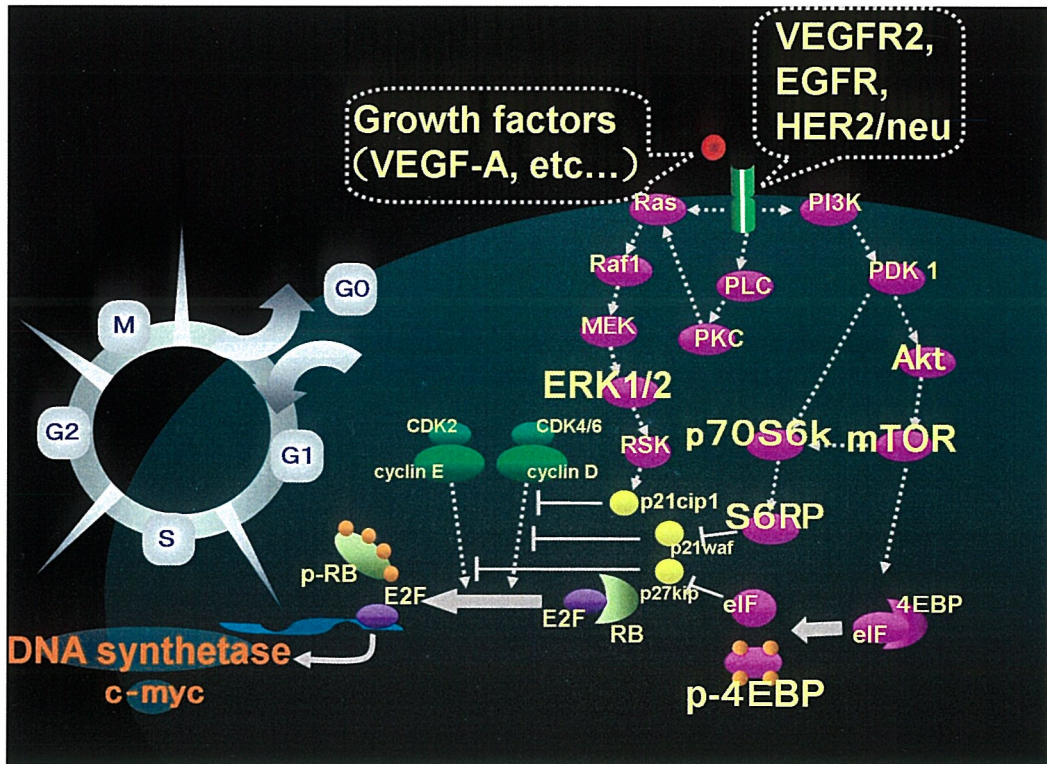 VEGFR2,
EGFR,
HER2/neu
Growth factors
(VEGF-A, etc...)
Ras
PI3K
Raf1
PLC
PDK 1
MEK
PKC
Akt
ERK1/2
RSK
p70S6k
mTOR
G0
M
G2
G1
S
CDK2
CDK4/6
cyclin E
cyclin D
p21cip1
S6RP
p21waf
p27kip
p-RB
E2F
E2F
RB
eIF
4EBP
eIF
p-4EBP
DNA synthetase
c-myc